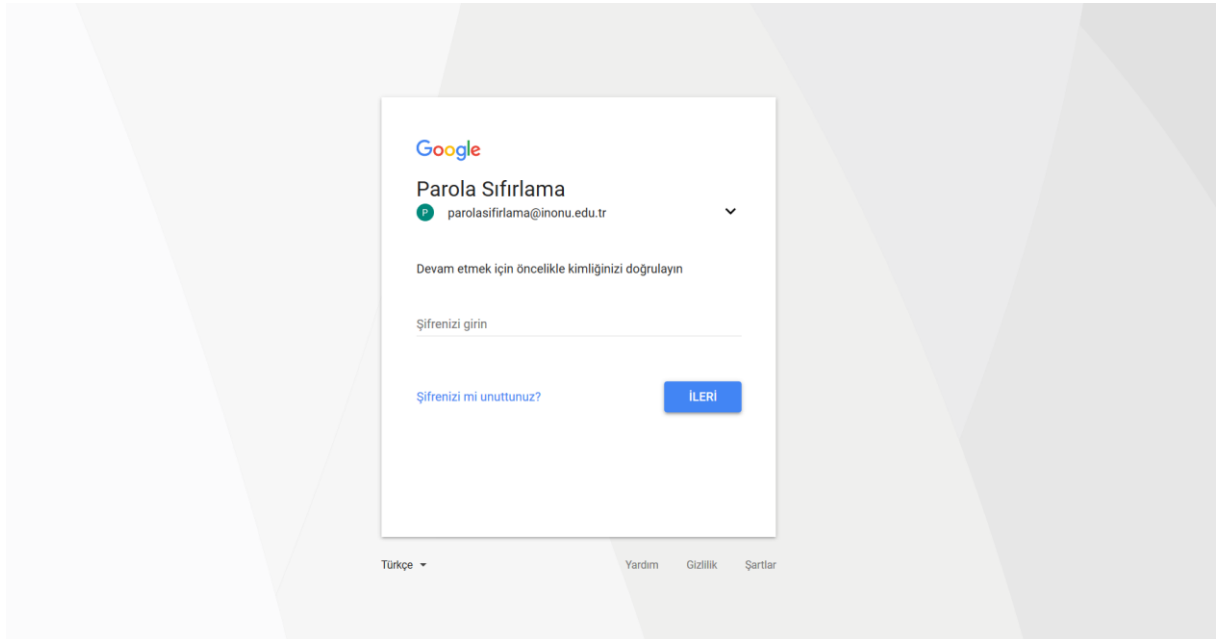 Google
Parola Sıfırlama
P parolasifirlama@inonu.edu.tr
Devam etmek için öncelikle kimliğinizi doğrulayın
Şifrenizi girin
Şifrenizi mi unuttunuz? İLERİ
Türkçe Yardım Gizlilik Şartlar